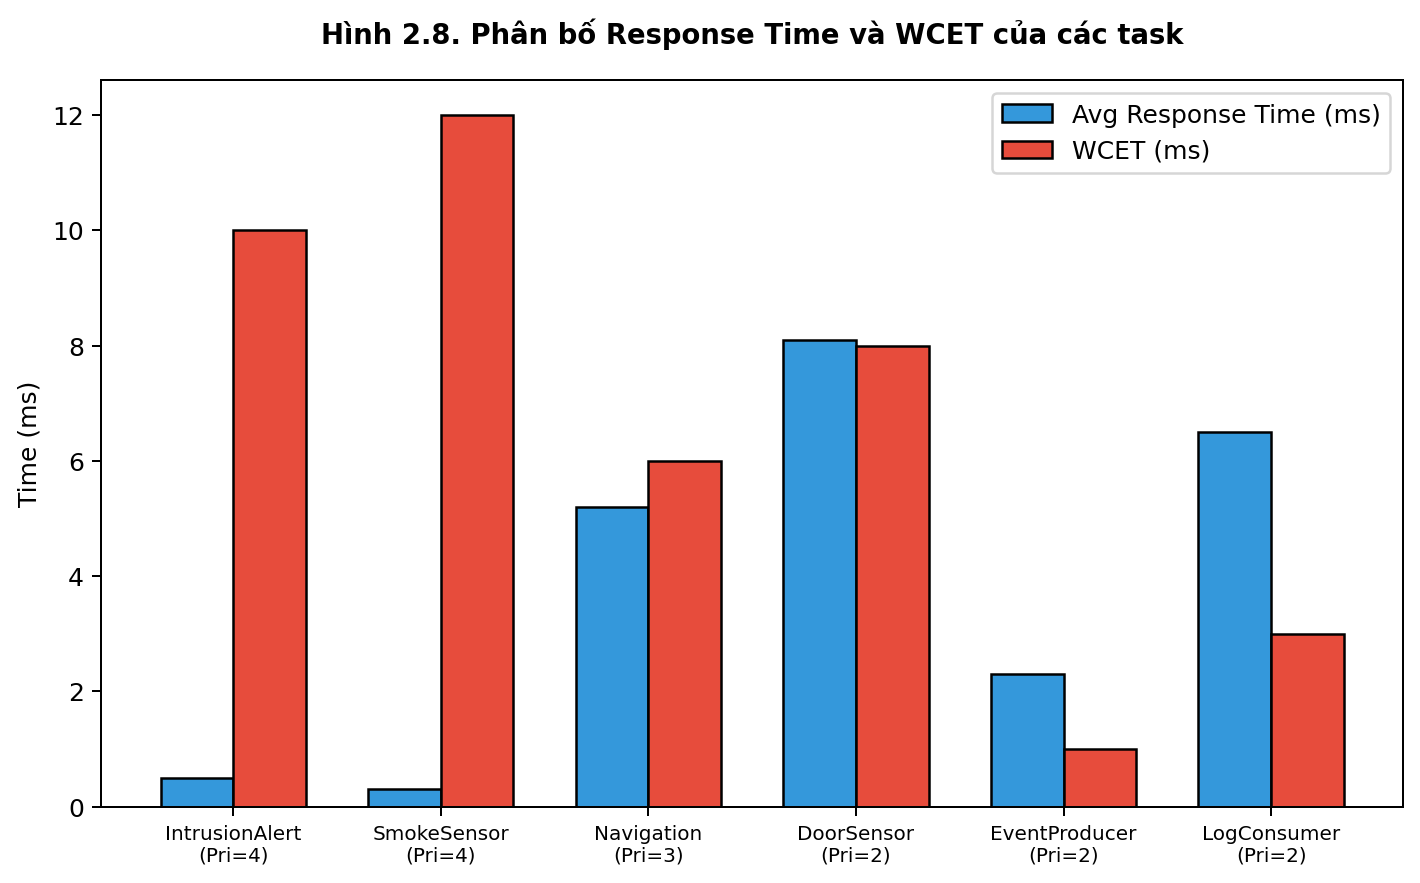 Hình 2.8. Phân bố Response Time và WCET của các task
Avg Response Time (ms)
WCET (ms)
Time (ms)
12
10
8
6
4
2
0
IntrusionAlert
(Pri=4)
SmokeSensor
(Pri=4)
Navigation
(Pri=3)
DoorSensor
(Pri=2)
EventProducer
(Pri=2)
LogConsumer
(Pri=2)